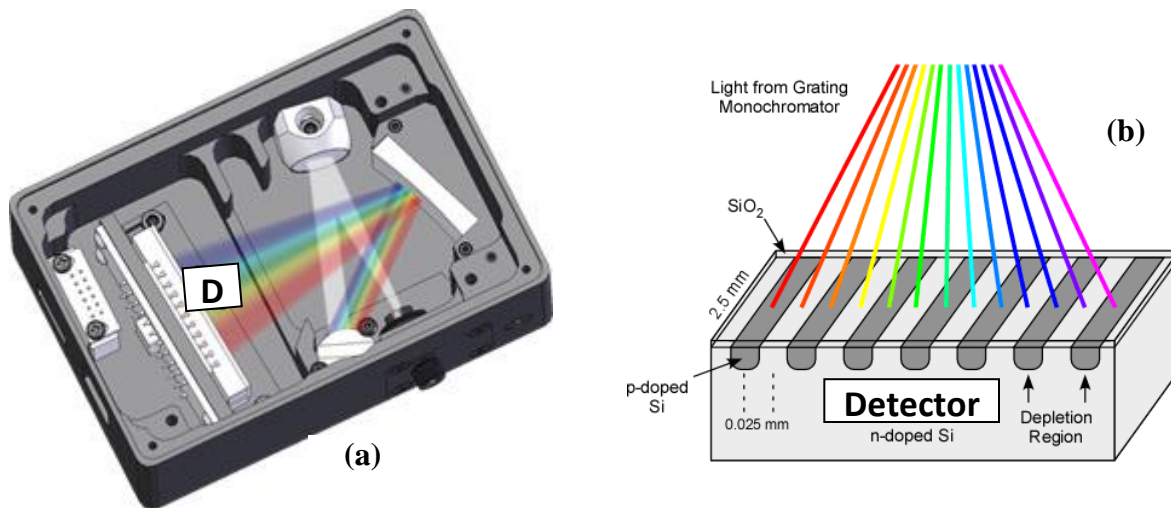 D
(a)
Light from Grating
Monochromator
(b)
SiO₂
2.5 mm
p-doped
Si
0.025 mm
Detector
n-doped Si
Depletion
Region